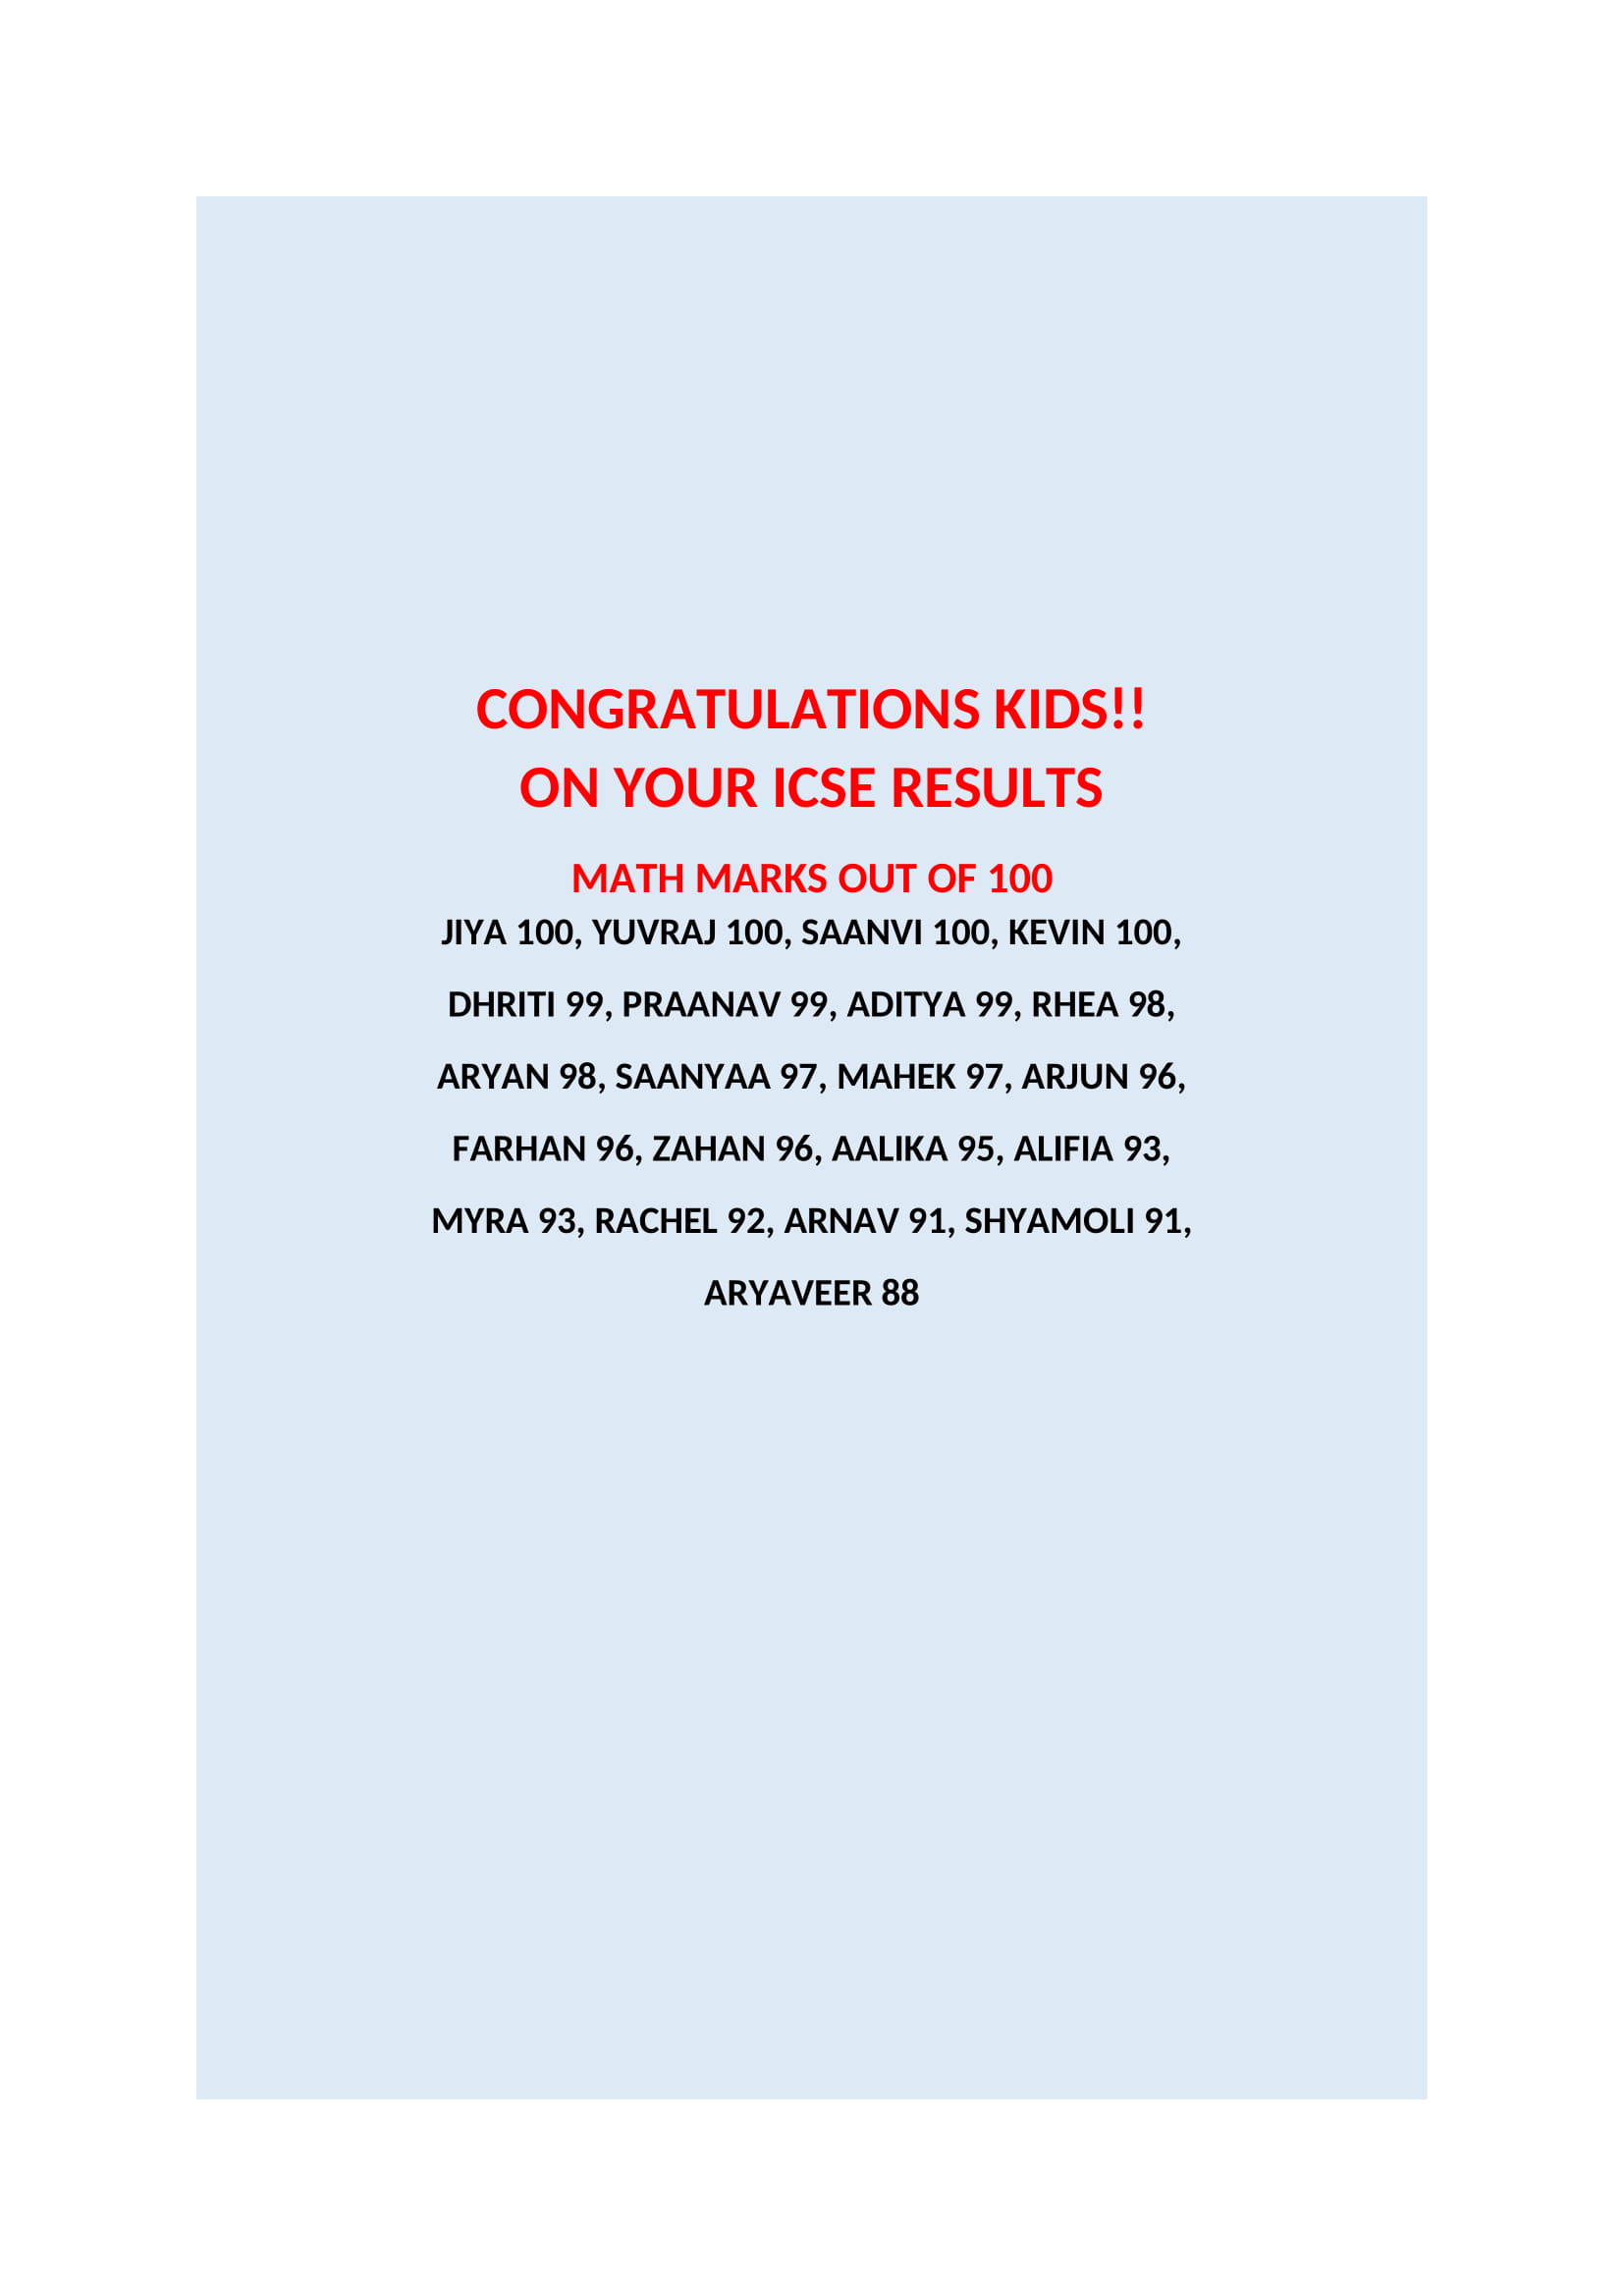 CONGRATULATIONS KIDS!!
ON YOUR ICSE RESULTS
MATH MARKS OUT OF 100
JIYA 100, YUVRAJ 100, SAANVI 100, KEVIN 100,
DHRITI 99, PRAANAV 99, ADITYA 99, RHEA 98,
ARYAN 98, SAANYAA 97, MAHEK 97, ARJUN 96,
FARHAN 96, ZAHAN 96, AALIKA 95, ALIFIA 93,
MYRA 93, RACHEL 92, ARNAV 91, SHYAMOLI 91,
ARYAVEER 88